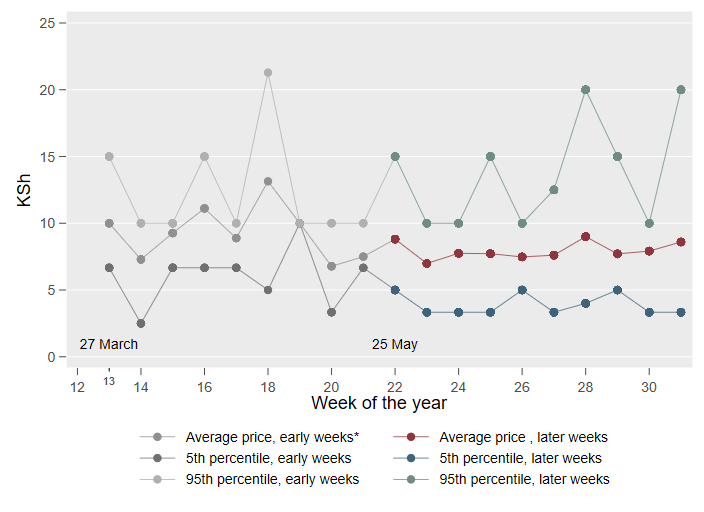 KSh
25
20
15
10
5
0
27 March
25 May
12 13 14 16 18 20 22 24 26 28 30
Week of the year
Average price, early weeks* Average price , later weeks
5th percentile, early weeks 5th percentile, later weeks
95th percentile, early weeks 95th percentile, later weeks